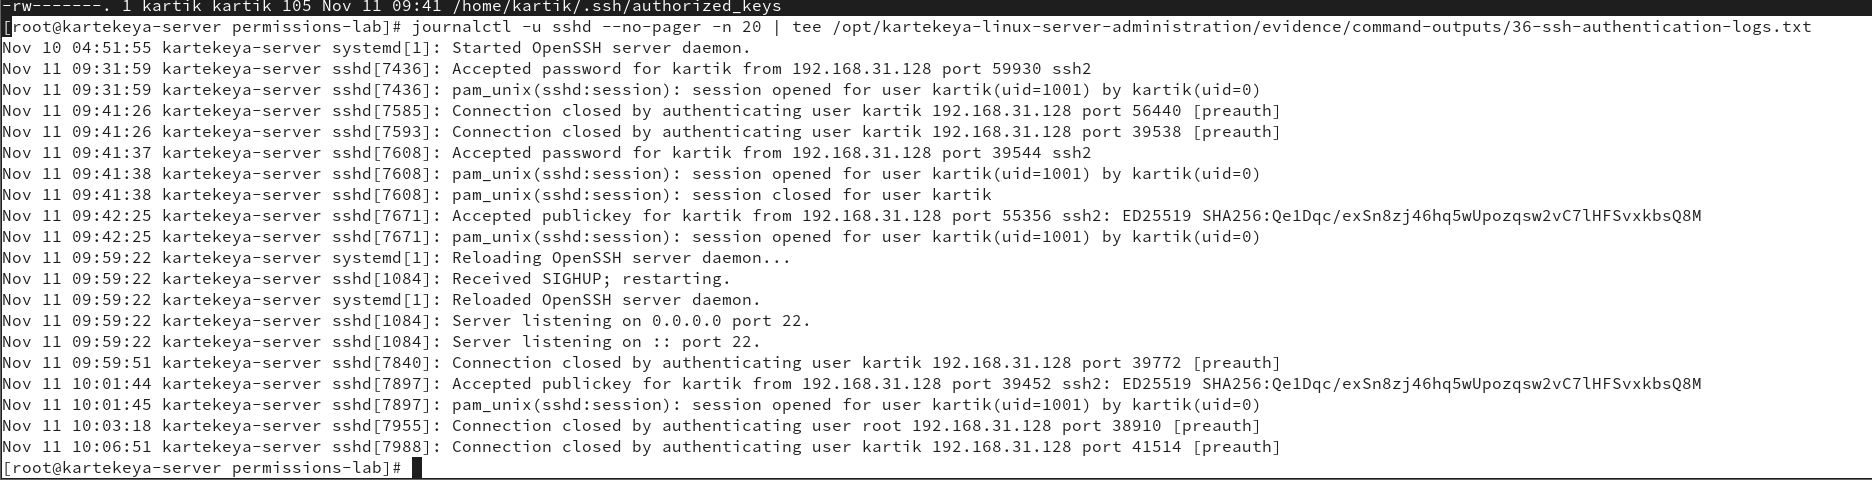 -rw-------. 1 kartik kartik 105 Nov 11 09:41 /home/kartik/.ssh/authorized_keys
[root@kartekeya-server permissions-lab]# journalctl -u sshd --no-pager -n 20 | tee /opt/kartekeya-linux-server-administration/evidence/command-outputs/36-ssh-authentication-logs.txt
Nov 10 04:51:55 kartekeya-server systemd[1]: Started OpenSSH server daemon.
Nov 11 09:31:59 kartekeya-server sshd[7436]: Accepted password for kartik from 192.168.31.128 port 59930 ssh2
Nov 11 09:31:59 kartekeya-server sshd[7436]: pam_unix(sshd:session): session opened for user kartik(uid=1001) by kartik(uid=0)
Nov 11 09:41:26 kartekeya-server sshd[7585]: Connection closed by authenticating user kartik 192.168.31.128 port 56440 [preauth]
Nov 11 09:41:26 kartekeya-server sshd[7593]: Connection closed by authenticating user kartik 192.168.31.128 port 39538 [preauth]
Nov 11 09:41:37 kartekeya-server sshd[7608]: Accepted password for kartik from 192.168.31.128 port 39544 ssh2
Nov 11 09:41:38 kartekeya-server sshd[7608]: pam_unix(sshd:session): session opened for user kartik(uid=1001) by kartik(uid=0)
Nov 11 09:41:38 kartekeya-server sshd[7608]: pam_unix(sshd:session): session closed for user kartik
Nov 11 09:42:25 kartekeya-server sshd[7671]: Accepted publickey for kartik from 192.168.31.128 port 55356 ssh2: ED25519 SHA256:Qe1Dqc/exSn8zj46hq5wUpozqsw2vC7lHFSvxkbsQ8M
Nov 11 09:42:25 kartekeya-server sshd[7671]: pam_unix(sshd:session): session opened for user kartik(uid=1001) by kartik(uid=0)
Nov 11 09:59:22 kartekeya-server systemd[1]: Reloading OpenSSH server daemon...
Nov 11 09:59:22 kartekeya-server sshd[1084]: Received SIGHUP; restarting.
Nov 11 09:59:22 kartekeya-server systemd[1]: Reloaded OpenSSH server daemon.
Nov 11 09:59:22 kartekeya-server sshd[1084]: Server listening on 0.0.0.0 port 22.
Nov 11 09:59:22 kartekeya-server sshd[1084]: Server listening on :: port 22.
Nov 11 09:59:51 kartekeya-server sshd[7840]: Connection closed by authenticating user kartik 192.168.31.128 port 39772 [preauth]
Nov 11 10:01:44 kartekeya-server sshd[7897]: Accepted publickey for kartik from 192.168.31.128 port 39452 ssh2: ED25519 SHA256:Qe1Dqc/exSn8zj46hq5wUpozqsw2vC7lHFSvxkbsQ8M
Nov 11 10:01:45 kartekeya-server sshd[7897]: pam_unix(sshd:session): session opened for user kartik(uid=1001) by kartik(uid=0)
Nov 11 10:03:18 kartekeya-server sshd[7955]: Connection closed by authenticating user root 192.168.31.128 port 38910 [preauth]
Nov 11 10:06:51 kartekeya-server sshd[7988]: Connection closed by authenticating user kartik 192.168.31.128 port 41514 [preauth]
[root@kartekeya-server permissions-lab]#